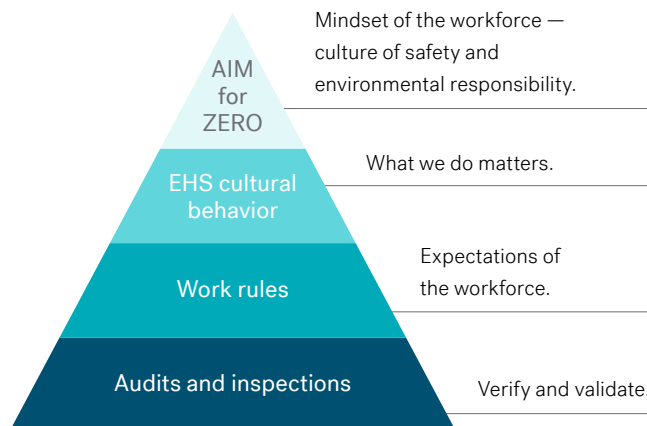 Mindset of the workforce —
culture of safety and
environmental responsibility.
AIM
for
ZERO
What we do matters.
EHS cultural
behavior
Expectations of
the workforce.
Work rules
Audits and inspections
Verify and validate.